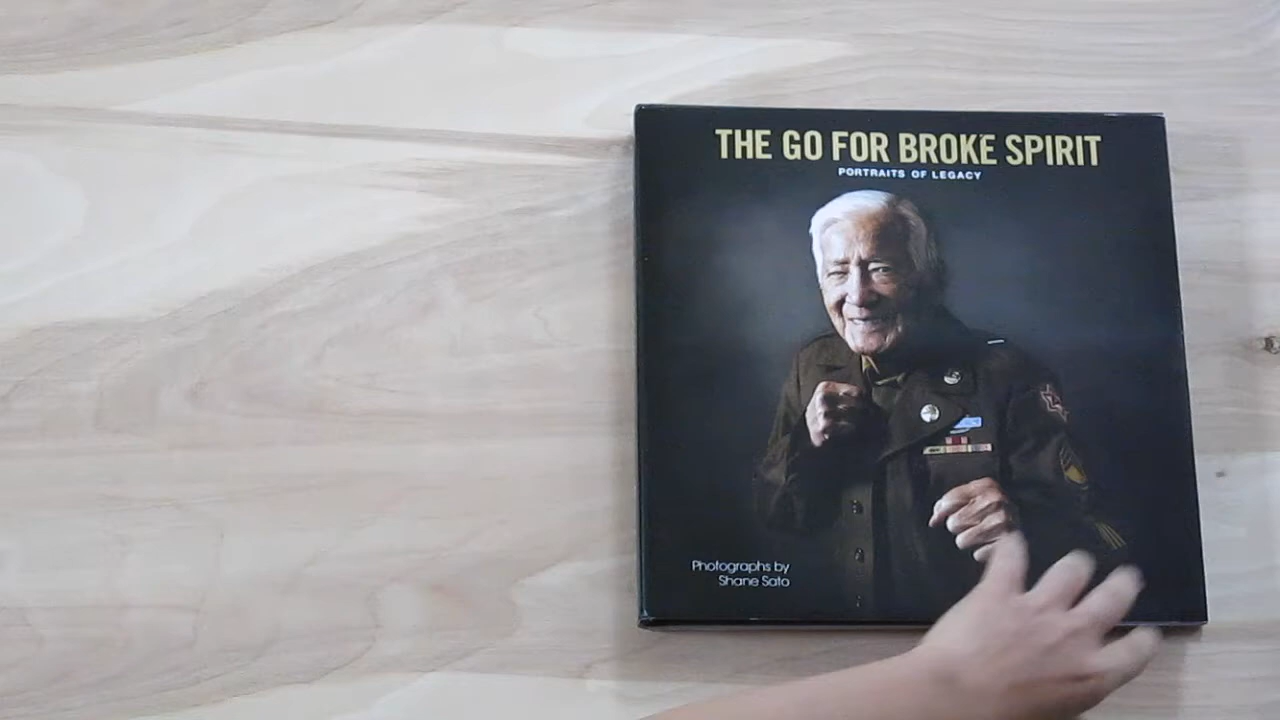 THE GO FOR BROKE SPIRIT
PORTRAITS OF LEGACY
Photographs by
Shane Sato